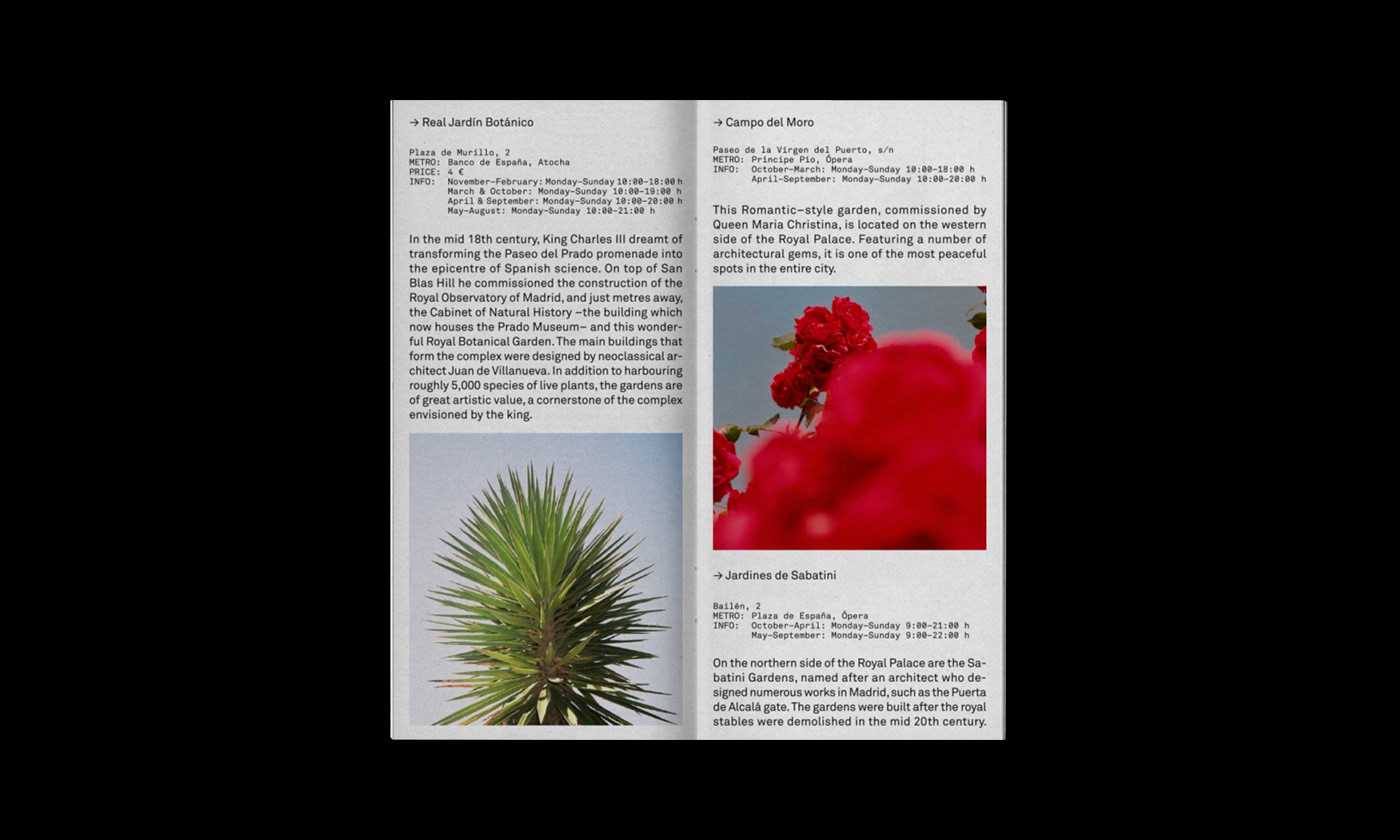 → Real Jardín Botánico
Plaza de Murillo, 2
METRO: Banco de España, Atocha
PRICE: 4 €
INFO: November–February: Monday–Sunday 10:00–18:00 h
March & October: Monday–Sunday 10:00–19:00 h
April & September: Monday–Sunday 10:00–20:00 h
May–August: Monday–Sunday 10:00–21:00 h
In the mid 18th century, King Charles III dreamt of
transforming the Paseo del Prado promenade into
the epicentre of Spanish science. On top of San
Blas Hill he commissioned the construction of the
Royal Observatory of Madrid, and just metres away,
the Cabinet of Natural History –the building which
now houses the Prado Museum– and this wonder-
ful Royal Botanical Garden. The main buildings that
form the complex were designed by neoclassical ar-
chitect Juan de Villanueva. In addition to harbouring
roughly 5,000 species of live plants, the gardens are
of great artistic value, a cornerstone of the complex
envisioned by the king.
→ Campo del Moro
Paseo de la Virgen del Puerto, s/n
METRO: Príncipe Pío, Ópera
INFO: October–March: Monday–Sunday 10:00–18:00 h
April–September: Monday–Sunday 10:00–20:00 h
This Romantic–style garden, commissioned by
Queen Maria Christina, is located on the western
side of the Royal Palace. Featuring a number of
architectural gems, it is one of the most peaceful
spots in the entire city.
→ Jardines de Sabatini
Bailén, 2
METRO: Plaza de España, Ópera
INFO: October–April: Monday–Sunday 9:00–21:00 h
May–September: Monday–Sunday 9:00–22:00 h
On the northern side of the Royal Palace are the Sa-
batini Gardens, named after an architect who de-
signed numerous works in Madrid, such as the Puerta
de Alcalá gate. The gardens were built after the royal
stables were demolished in the mid 20th century.